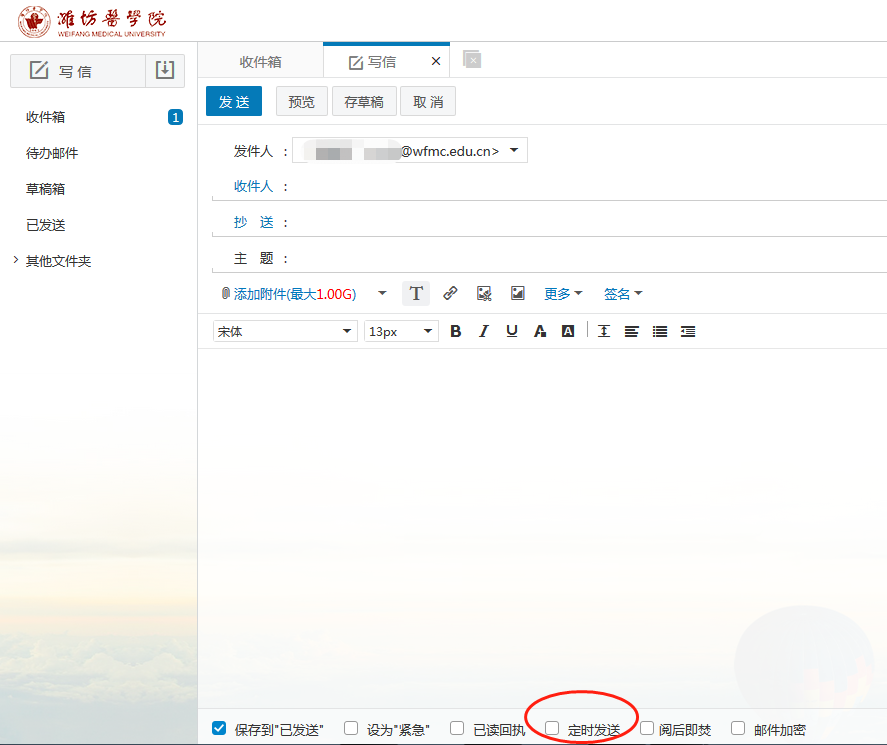 潍坊醫学院
WEIFANG MEDICAL UNIVERSITY
写 信
收件箱 1
待办邮件
草稿箱
已发送
其他文件夹
收件箱 写信
发 送 预览 存草稿 取 消
发件人 : @wfmc.edu.cn>
收件人 :
抄 送 :
主 题 :
添加附件(最大1.00G) T 更多 签名
宋体 13px B I U A A
保存到"已发送" 设为"紧急" 已读回执 定时发送 阅后即焚 邮件加密